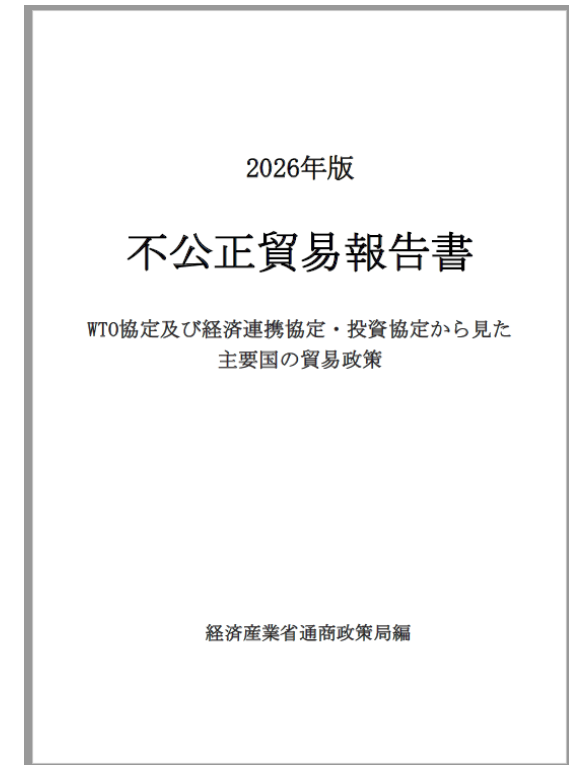 2026年版
不公正貿易報告書
WTO協定及び経済連携協定・投資協定から見た
主要国の貿易政策
経済産業省通商政策局編